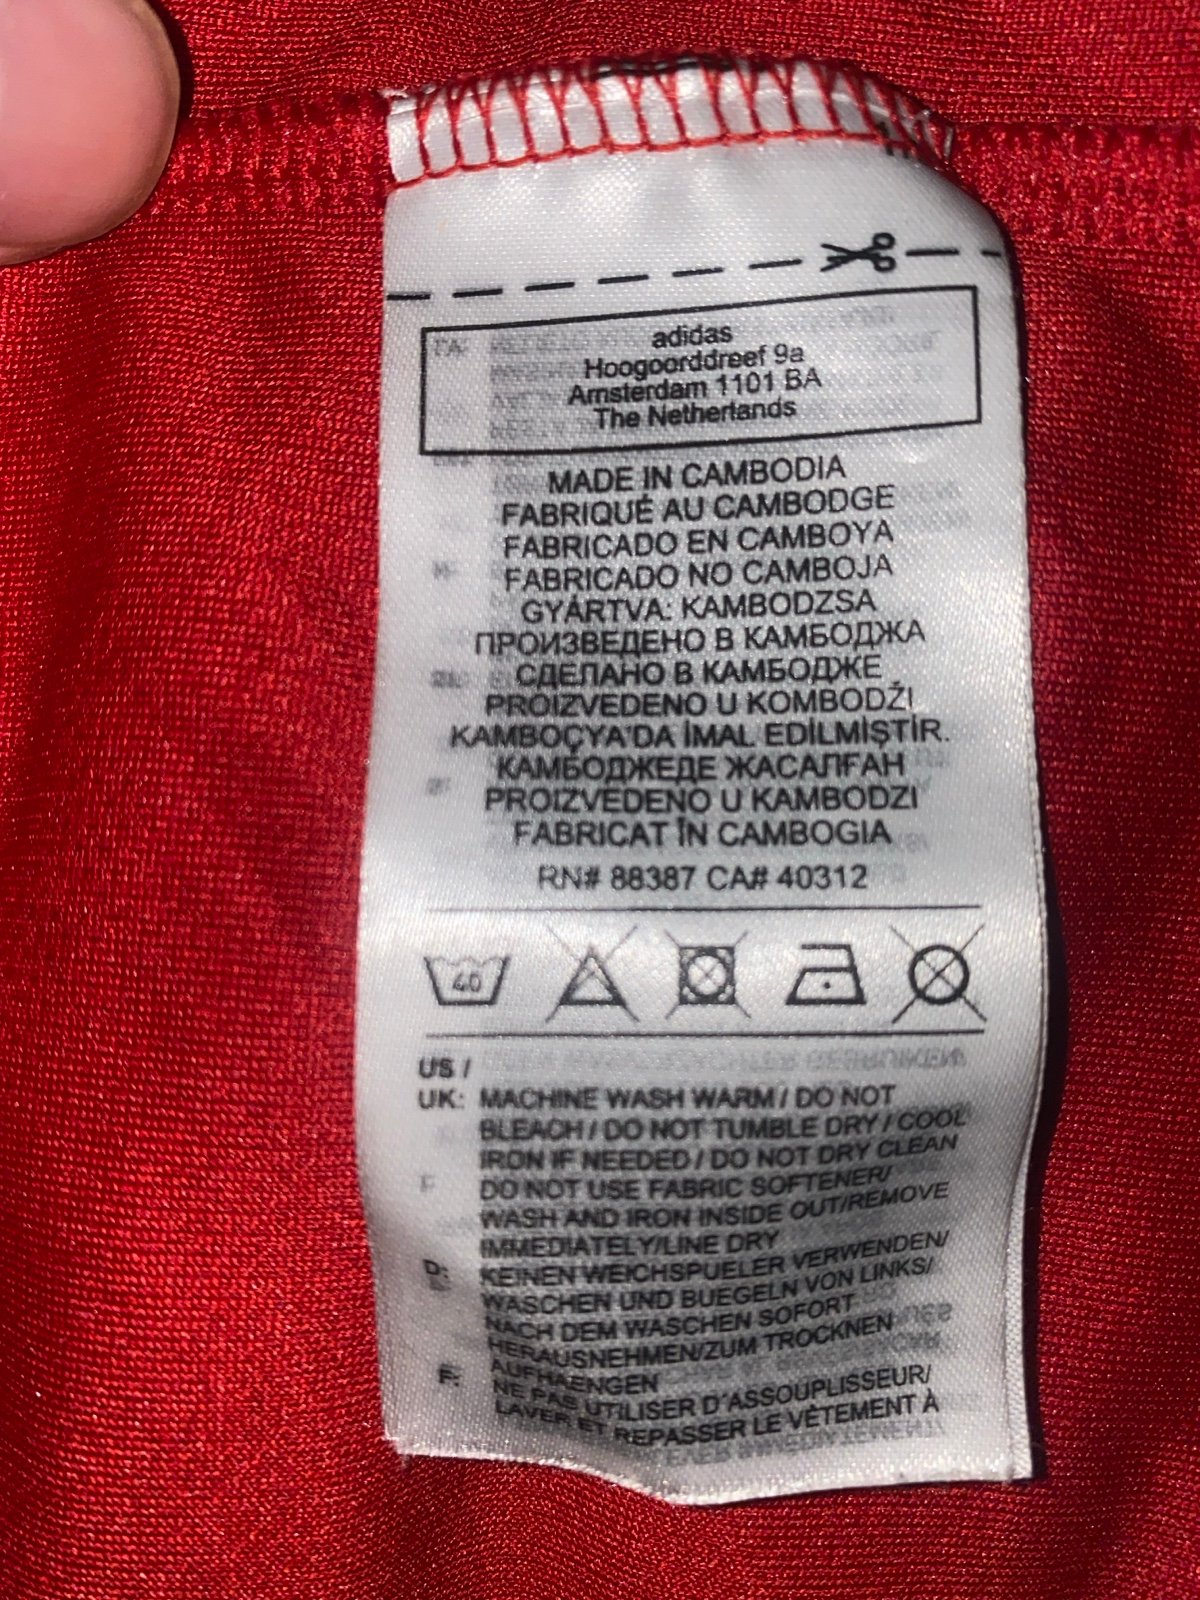 adidas
Hoogoorddreef 9a
Amsterdam 1101 BA
The Netherlands
MADE IN CAMBODIA
FABRIQUÉ AU CAMBODGE
FABRICADO EN CAMBOYA
FABRICADO NO CAMBOJA
GYÁRTVA: KAMBODZSA
ПРОИЗВЕДЕНО В КАМБОДЖА
СДЕЛАНО В КАМБОДЖЕ
PROIZVEDENO U KOMBODŽI
KAMBOÇYA'DA İMAL EDİLMİŞTİR.
КАМБОДЖЕДЕ ЖАСАЛҒАН
PROIZVEDENO U KAMBODZI
FABRICAT ÎN CAMBOGIA
RN# 88387 CA# 40312
40
US /
UK: MACHINE WASH WARM / DO NOT
BLEACH / DO NOT TUMBLE DRY / COOL
IRON IF NEEDED / DO NOT DRY CLEAN
DO NOT USE FABRIC SOFTENER/
WASH AND IRON INSIDE OUT/REMOVE
IMMEDIATELY/LINE DRY
D: KEINEN WEICHSPUELER VERWENDEN/
WASCHEN UND BUEGELN VON LINKS/
NACH DEM WASCHEN SOFORT
HERAUSNEHMEN/ZUM TROCKNEN
AUFHAENGEN
F: NE PAS UTILISER D'ASSOUPLISSEUR/
LAVER ET REPASSER LE VÊTEMENT À